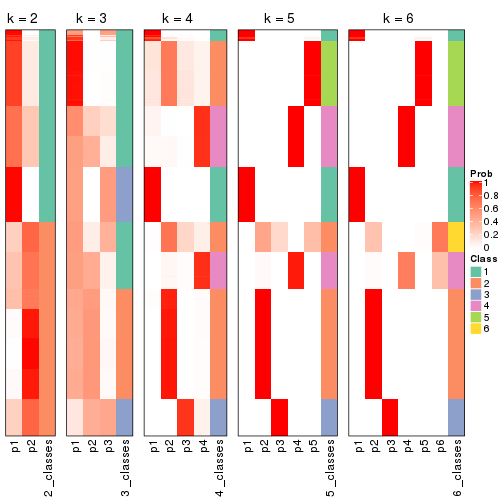 k = 2
k = 3
k = 4
k = 5
k = 6
p1
p2
2_classes
p1
p2
p3
3_classes
p1
p2
p3
p4
4_classes
p1
p2
p3
p4
p5
5_classes
p1
p2
p3
p4
p5
p6
6_classes
Prob
1
0.8
0.6
0.4
0.2
0
Class
1
2
3
4
5
6